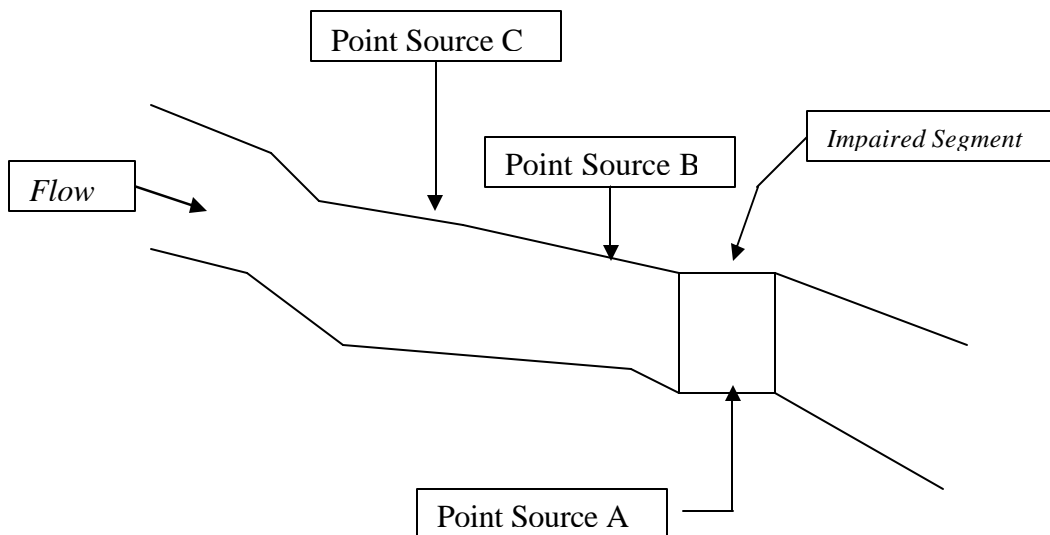 Point Source C
Impaired Segment
Point Source B
Flow
Point Source A